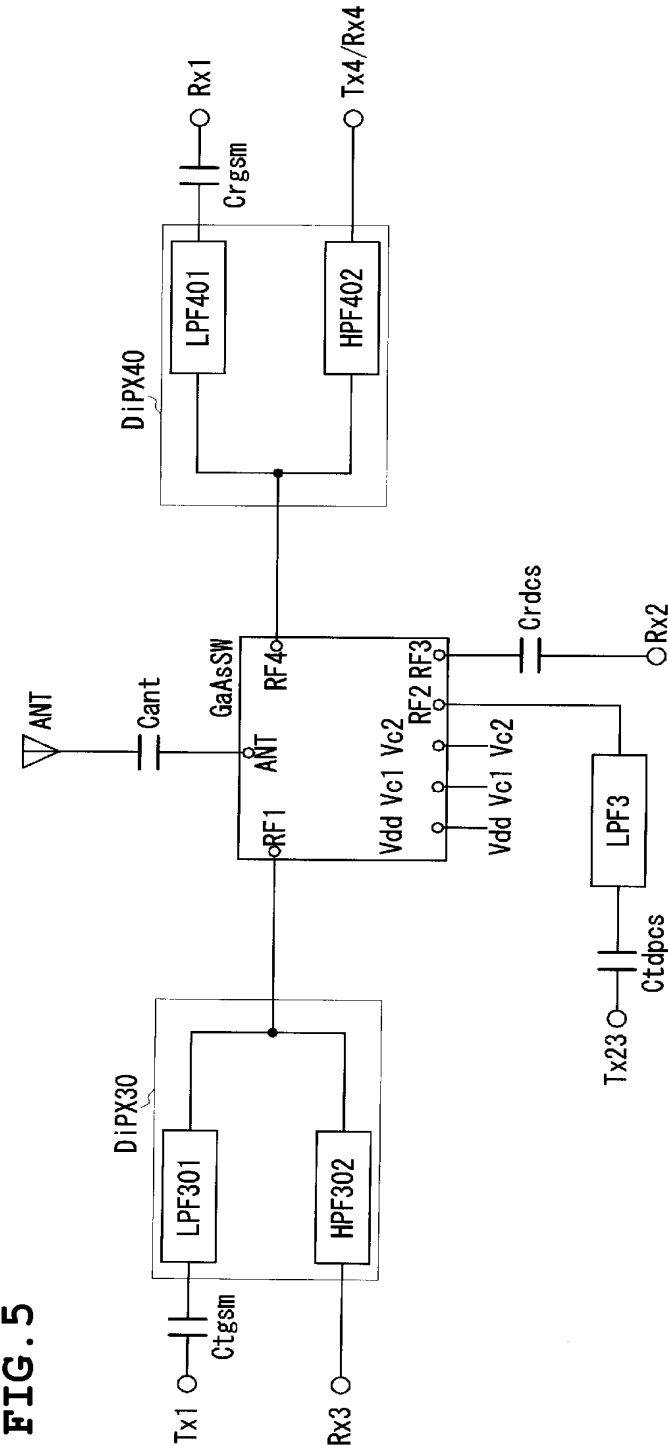 FIG.5
ANT
Cant
DiPX30
LPF301
HPF302
Ctgsm
Tx1
Rx3
GaAsSW
ANT
RF1
RF4
RF2
RF3
Vdd Vc1 Vc2
Vdd Vc1 Vc2
DiPX40
LPF401
HPF402
Crgsm
Rx1
Tx4/Rx4
LPF3
Ctdpcs
Tx23
Crdcs
Rx2